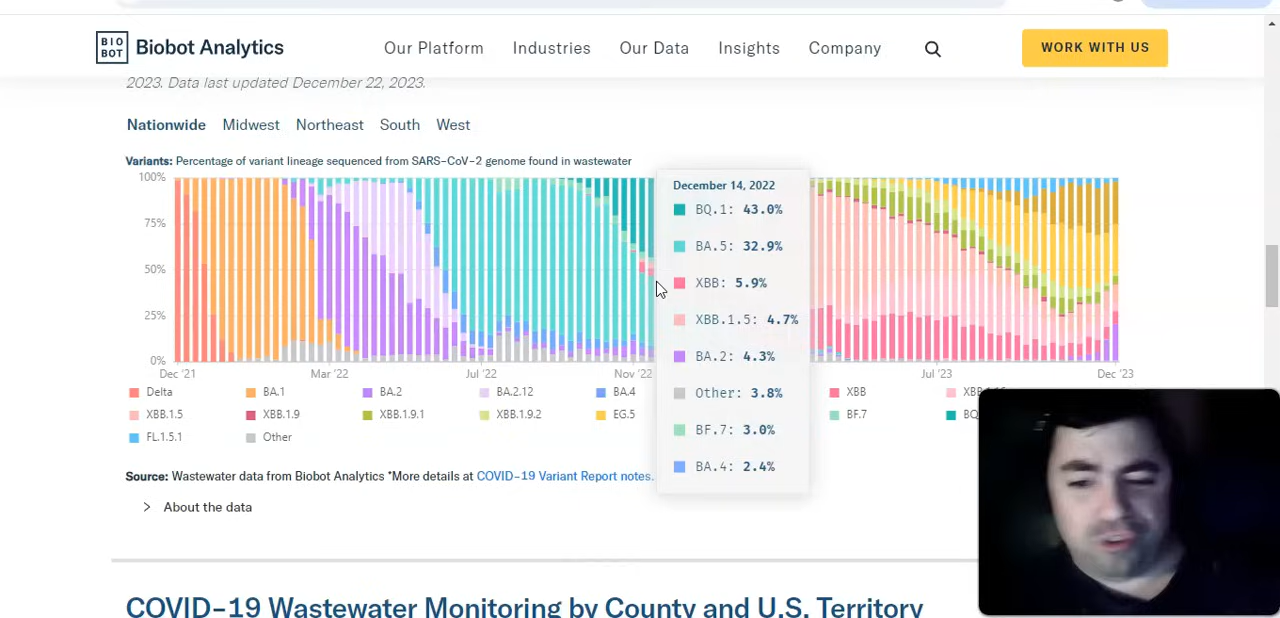 BIO
BOT
Biobot Analytics
Our Platform
Industries
Our Data
Insights
Company
WORK WITH US
2023. Data last updated December 22, 2023.
Nationwide
Midwest
Northeast
South
West
Variants: Percentage of variant lineage sequenced from SARS-CoV-2 genome found in wastewater
100%
75%
50%
25%
0%
Dec '21
Mar '22
Jul '22
Nov '22
Jul '23
Dec '23
December 14, 2022
BQ.1: 43.0%
BA.5: 32.9%
XBB: 5.9%
XBB.1.5: 4.7%
BA.2: 4.3%
Other: 3.8%
BF.7: 3.0%
BA.4: 2.4%
Delta
BA.1
BA.2
BA.2.12
BA.4
XBB
XBB.1.5
XBB.1.9
XBB.1.9.1
XBB.1.9.2
EG.5
BF.7
BQ
FL.1.5.1
Other
Source: Wastewater data from Biobot Analytics *More details at COVID-19 Variant Report notes.
About the data
COVID-19 Wastewater Monitoring by County and U.S. Territory